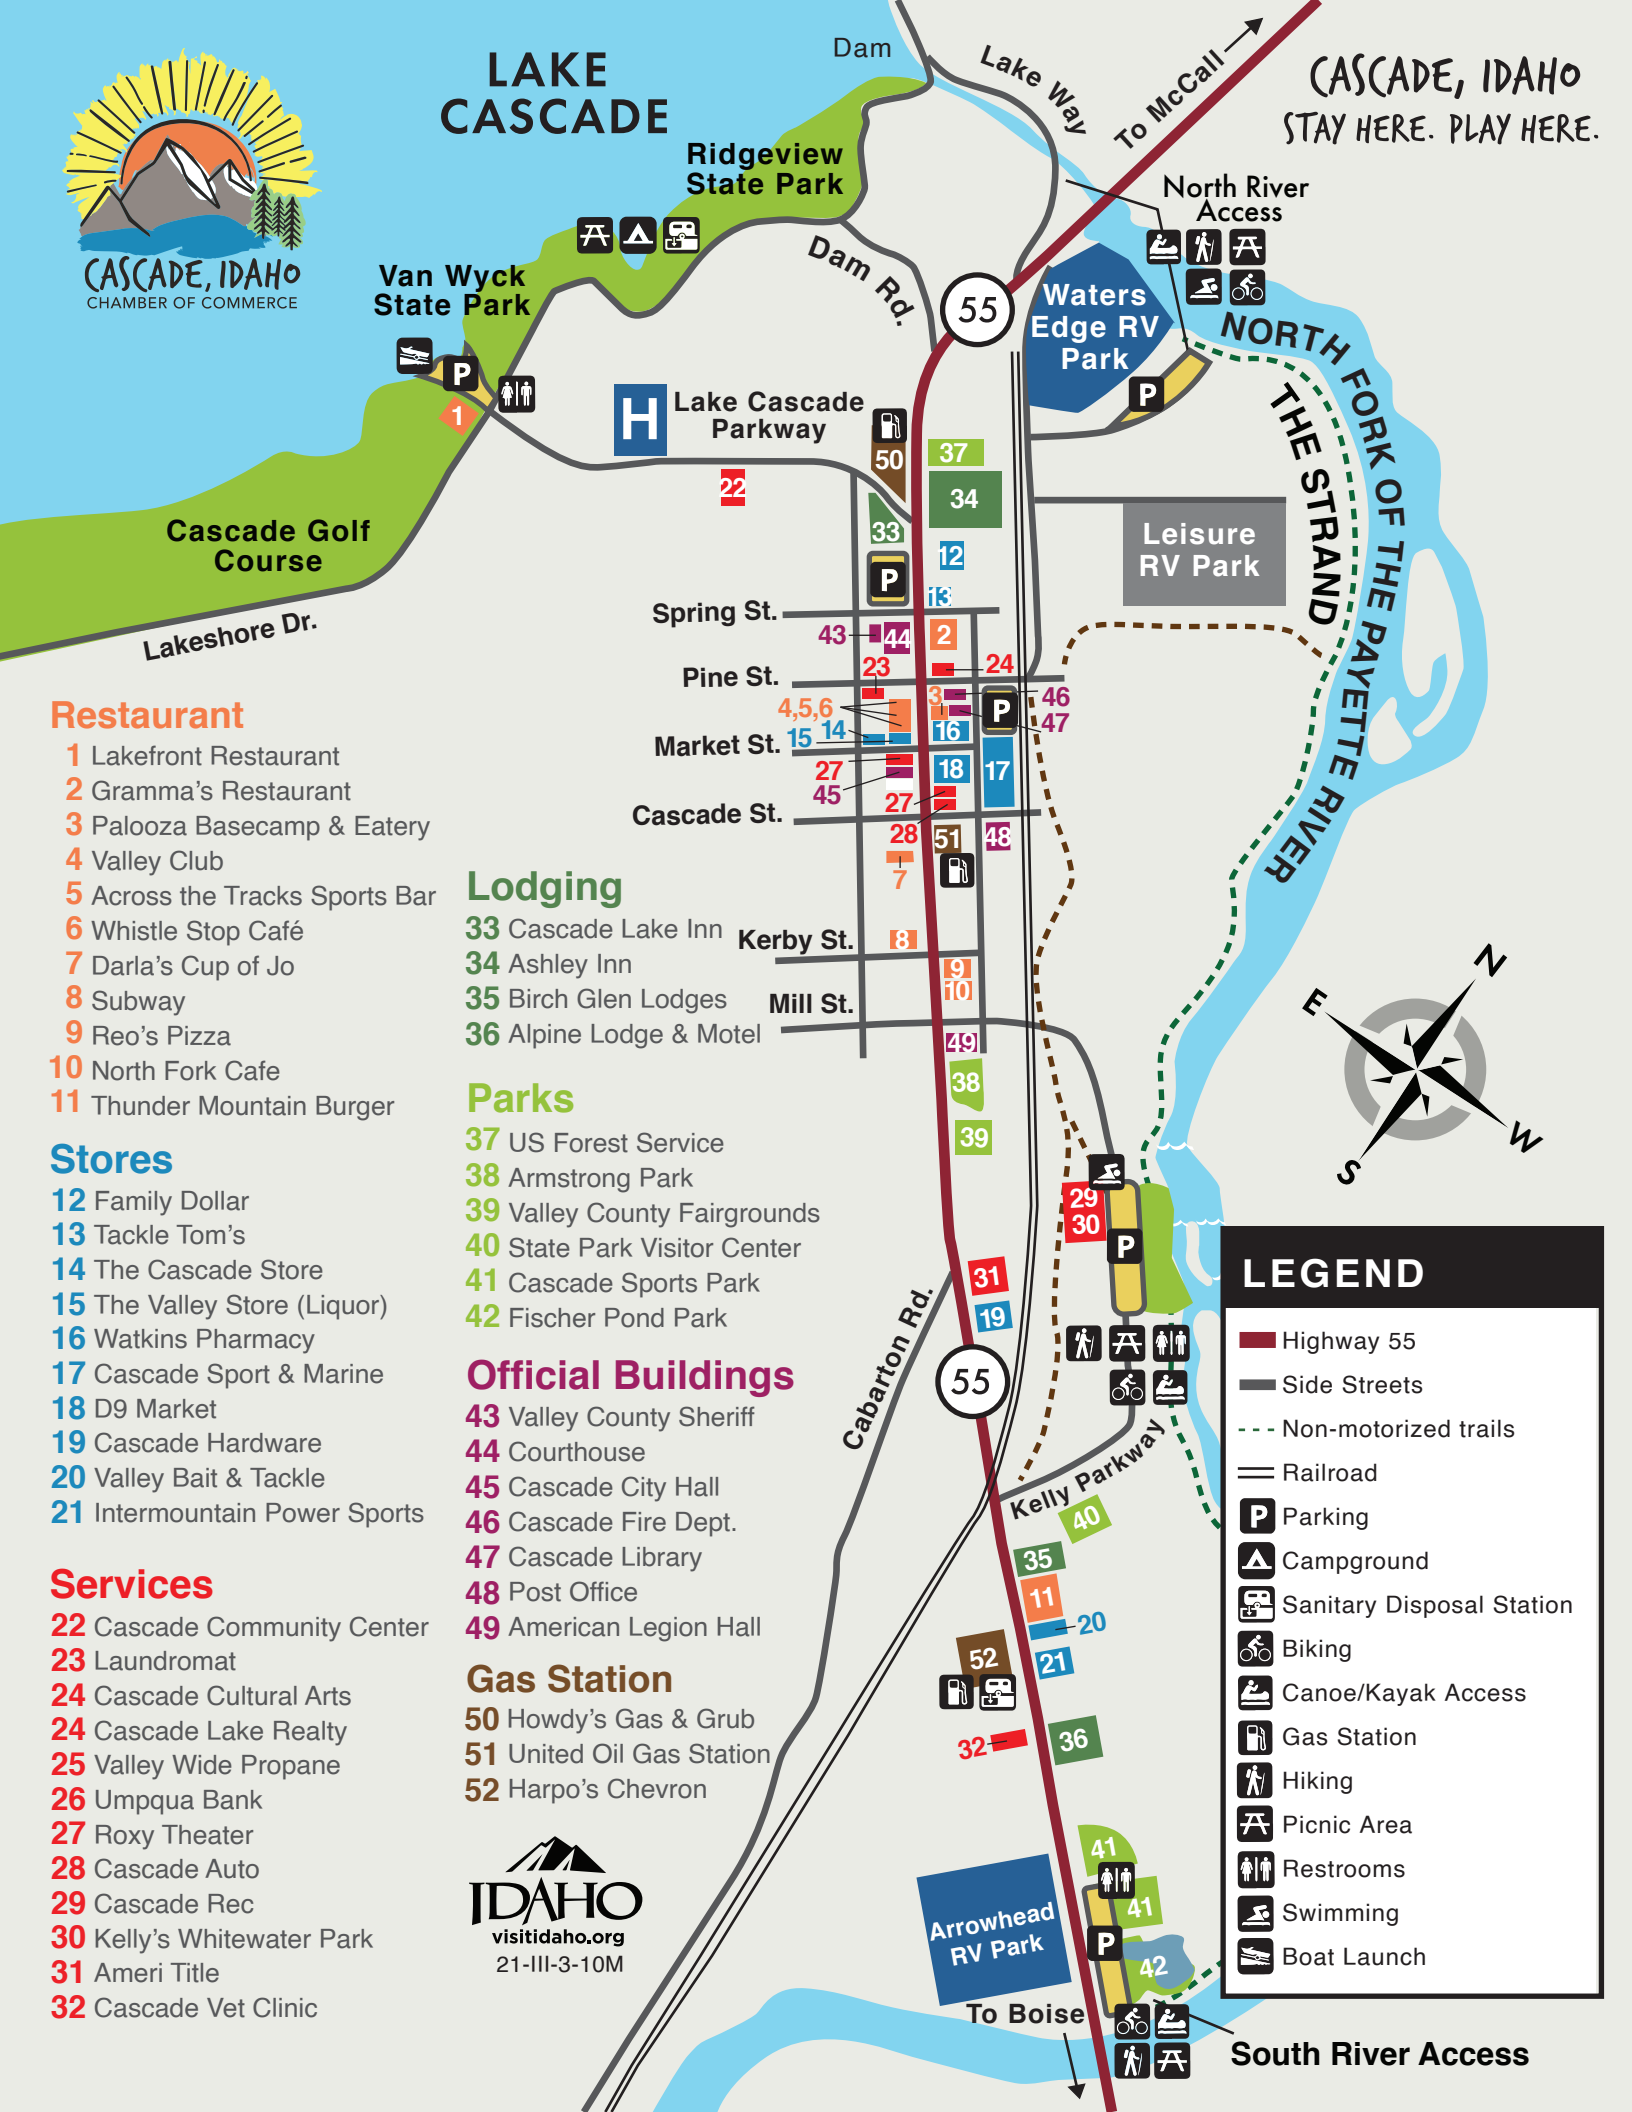 LAKE
CASCADE
Dam
Lake Way
To McCall
CASCADE, IDAHO
STAY HERE. PLAY HERE.
CASCADE, IDAHO
CHAMBER OF COMMERCE
Ridgeview
State Park
North River
Access
Van Wyck
State Park
Dam Rd.
55
Waters
Edge RV
Park
NORTH FORK OF THE PAYETTE RIVER
THE STRAND
P
P
1
H
Lake Cascade
Parkway
50
37
34
22
33
12
Leisure
RV Park
P
13
Cascade Golf
Course
Lakeshore Dr.
Spring St.
43
44
2
Pine St.
23
24
4,5,6
3
46
47
P
Market St.
15
14
16
27
45
18
17
27
Cascade St.
28
51
48
7
Kerby St.
8
9
10
Mill St.
49
38
39
N
E
W
S
29
30
P
31
19
Cabarton Rd.
55
Kelly Parkway
40
35
11
20
21
52
32
36
41
41
42
P
Arrowhead
RV Park
To Boise
South River Access
Restaurant
1 Lakefront Restaurant
2 Gramma's Restaurant
3 Palooza Basecamp & Eatery
4 Valley Club
5 Across the Tracks Sports Bar
6 Whistle Stop Café
7 Darla's Cup of Jo
8 Subway
9 Reo's Pizza
10 North Fork Cafe
11 Thunder Mountain Burger
Stores
12 Family Dollar
13 Tackle Tom's
14 The Cascade Store
15 The Valley Store (Liquor)
16 Watkins Pharmacy
17 Cascade Sport & Marine
18 D9 Market
19 Cascade Hardware
20 Valley Bait & Tackle
21 Intermountain Power Sports
Services
22 Cascade Community Center
23 Laundromat
24 Cascade Cultural Arts
24 Cascade Lake Realty
25 Valley Wide Propane
26 Umpqua Bank
27 Roxy Theater
28 Cascade Auto
29 Cascade Rec
30 Kelly's Whitewater Park
31 Ameri Title
32 Cascade Vet Clinic
Lodging
33 Cascade Lake Inn
34 Ashley Inn
35 Birch Glen Lodges
36 Alpine Lodge & Motel
Parks
37 US Forest Service
38 Armstrong Park
39 Valley County Fairgrounds
40 State Park Visitor Center
41 Cascade Sports Park
42 Fischer Pond Park
Official Buildings
43 Valley County Sheriff
44 Courthouse
45 Cascade City Hall
46 Cascade Fire Dept.
47 Cascade Library
48 Post Office
49 American Legion Hall
Gas Station
50 Howdy's Gas & Grub
51 United Oil Gas Station
52 Harpo's Chevron
IDAHO
visitidaho.org
21-III-3-10M
LEGEND
Highway 55
Side Streets
Non-motorized trails
Railroad
P Parking
Campground
Sanitary Disposal Station
Biking
Canoe/Kayak Access
Gas Station
Hiking
Picnic Area
Restrooms
Swimming
Boat Launch